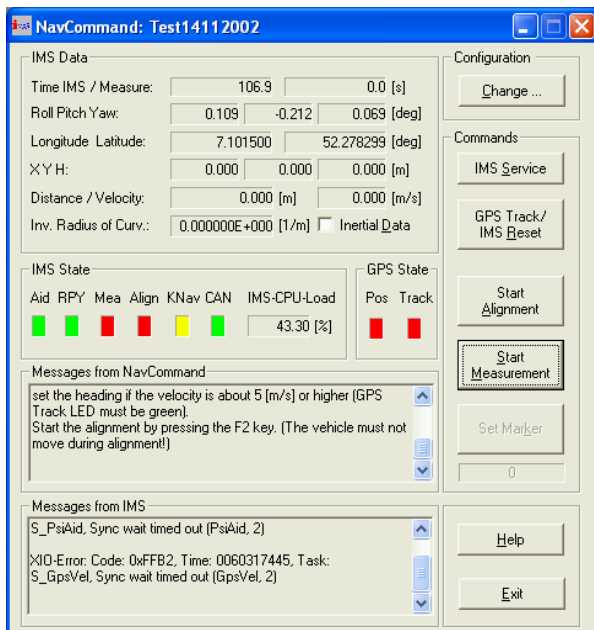 iMAR NavCommand: Test14112002
IMS Data
Time IMS / Measure: 106.9 0.0 [s]
Roll Pitch Yaw: 0.109 -0.212 0.069 [deg]
Longitude Latitude: 7.101500 52.278299 [deg]
X Y H: 0.000 0.000 0.000 [m]
Distance / Velocity: 0.000 [m] 0.000 [m/s]
Inv. Radius of Curv.: 0.000000E+000 [1/m] Inertial Data
IMS State
Aid RPY Mea Align KNav CAN IMS-CPU-Load
43.30 [%]
GPS State
Pos Track
Messages from NavCommand
set the heading if the velocity is about 5 [m/s] or higher (GPS
Track LED must be green).
Start the alignment by pressing the F2 key. (The vehicle must not
move during alignment!)
Messages from IMS
S_PsiAid, Sync wait timed out (PsiAid, 2)
XIO-Error: Code: 0xFFB2, Time: 0060317445, Task:
S_GpsVel, Sync wait timed out (GpsVel, 2)
Configuration
Change ...
Commands
IMS Service
GPS Track/
IMS Reset
Start
Alignment
Start
Measurement
Set Marker
0
Help
Exit